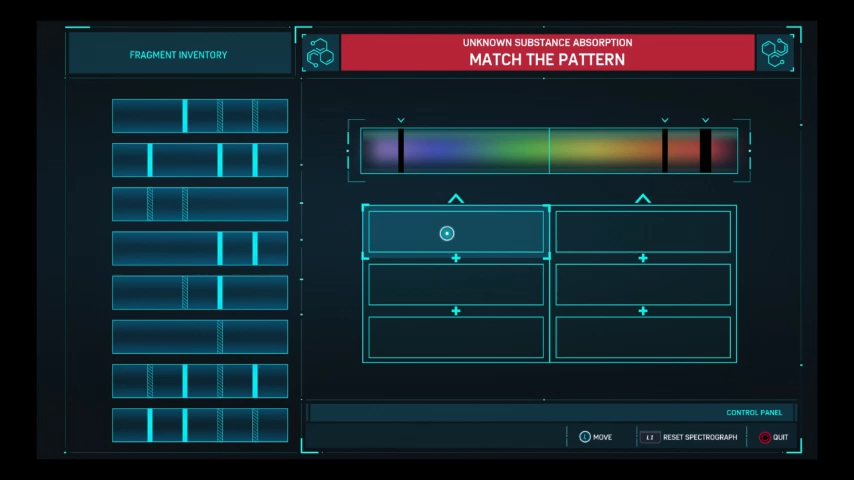 FRAGMENT INVENTORY
UNKNOWN SUBSTANCE ABSORPTION
MATCH THE PATTERN
CONTROL PANEL
L MOVE
L1 RESET SPECTROGRAPH
QUIT